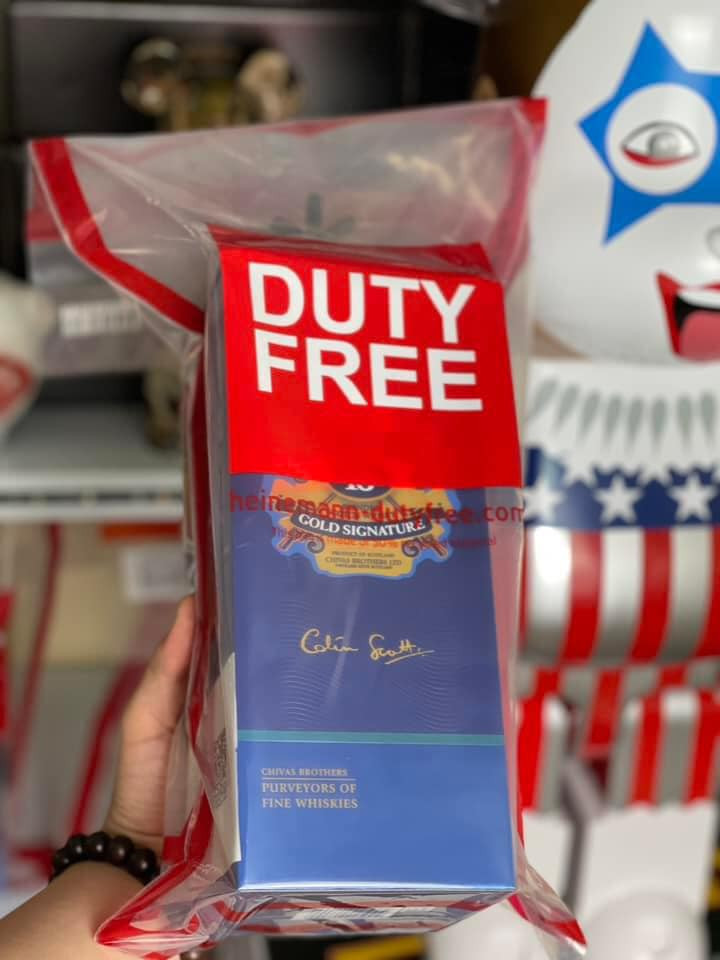 DUTY
FREE
18
heinemann-dutyfree.com
GOLD SIGNATURE
PRODUCT OF SCOTLAND
CHIVAS BROTHERS LTD
Colin Scott.
CHIVAS BROTHERS
PURVEYORS OF
FINE WHISKIES